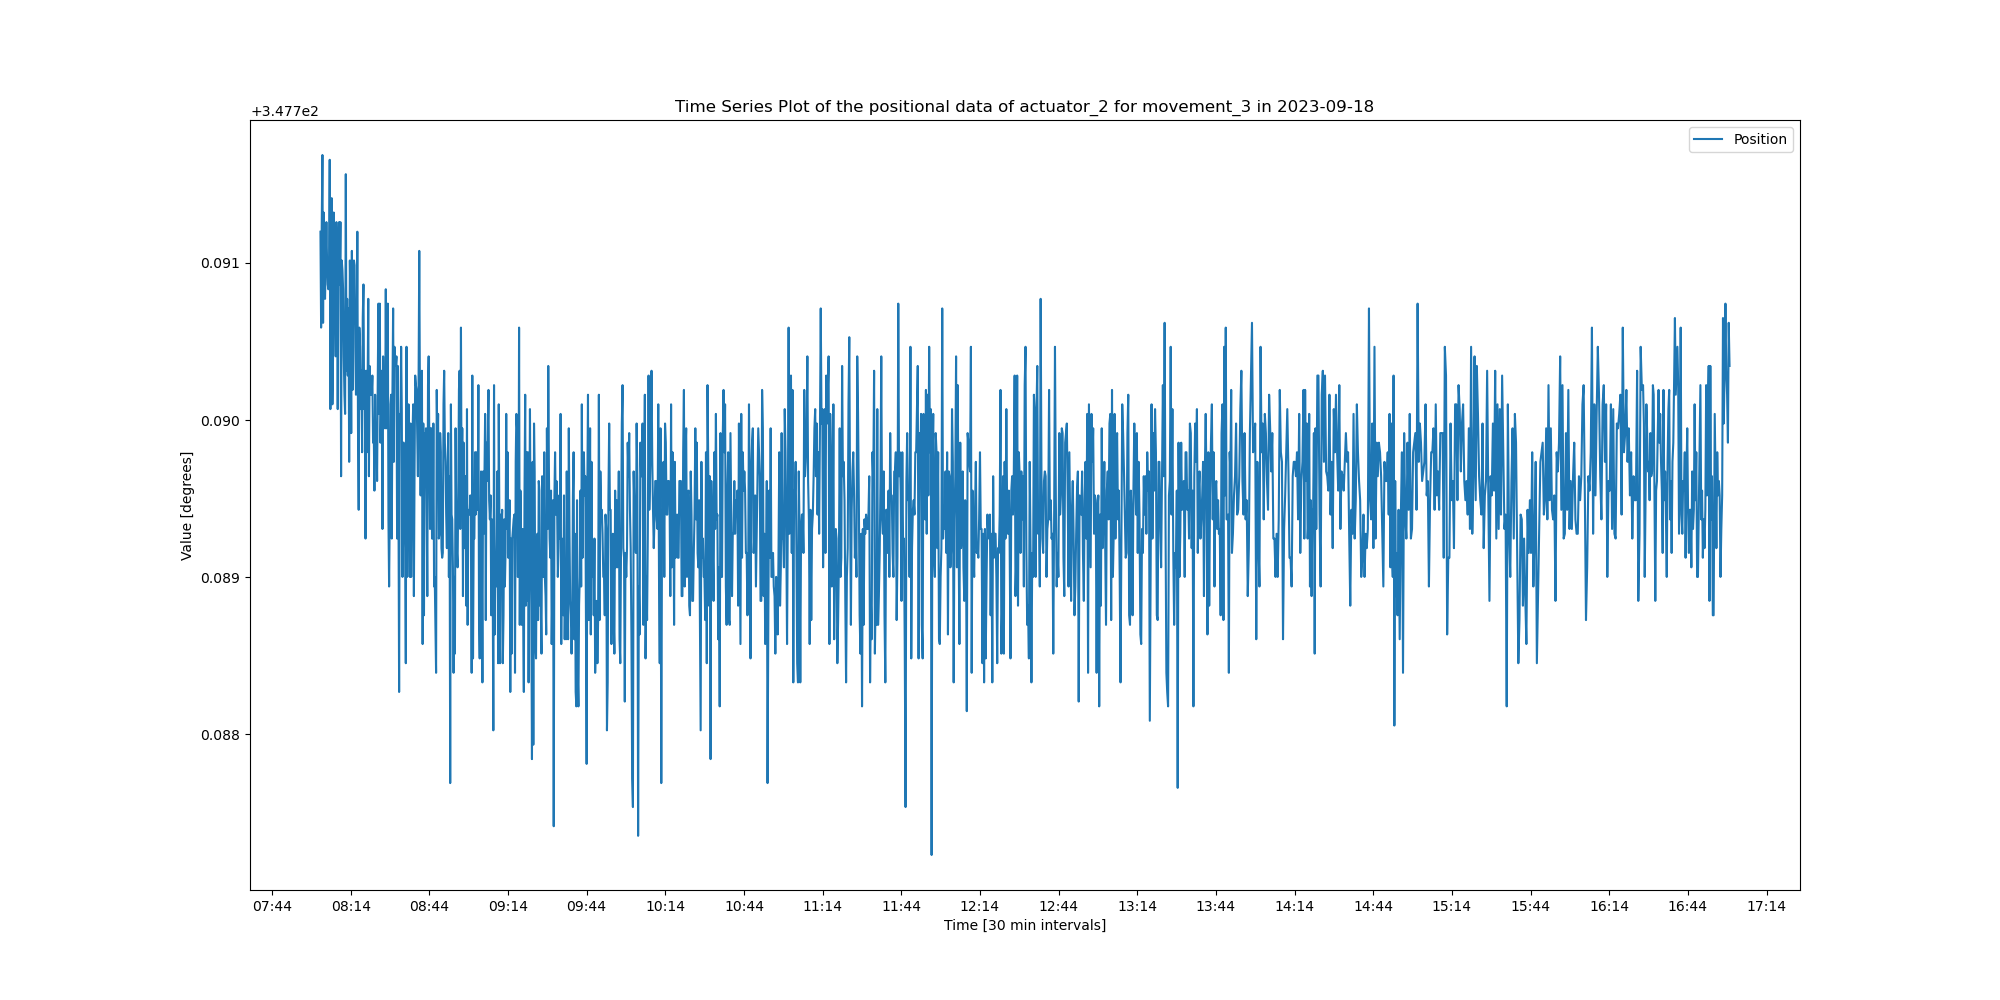 Time Series Plot of the positional data of actuator_2 for movement_3 in 2023-09-18
+3.477e2
Position
0.091
0.090
0.089
0.088
Value [degrees]
07:44 08:14 08:44 09:14 09:44 10:14 10:44 11:14 11:44 12:14 12:44 13:14 13:44 14:14 14:44 15:14 15:44 16:14 16:44 17:14
Time [30 min intervals]